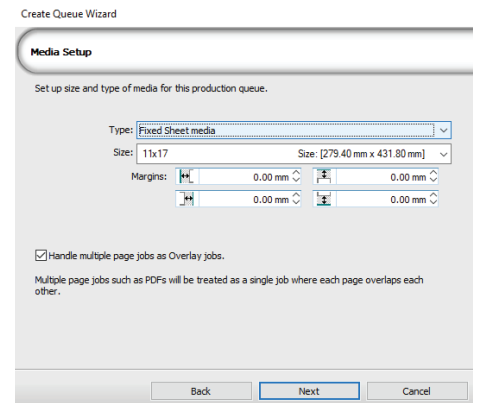 Create Queue Wizard
Media Setup
Set up size and type of media for this production queue.
Type: Fixed Sheet media
Size: 11x17 Size: [279.40 mm x 431.80 mm]
Margins: 0.00 mm 0.00 mm
0.00 mm 0.00 mm
Handle multiple page jobs as Overlay jobs.
Multiple page jobs such as PDFs will be treated as a single job where each page overlaps each
other.
Back Next Cancel